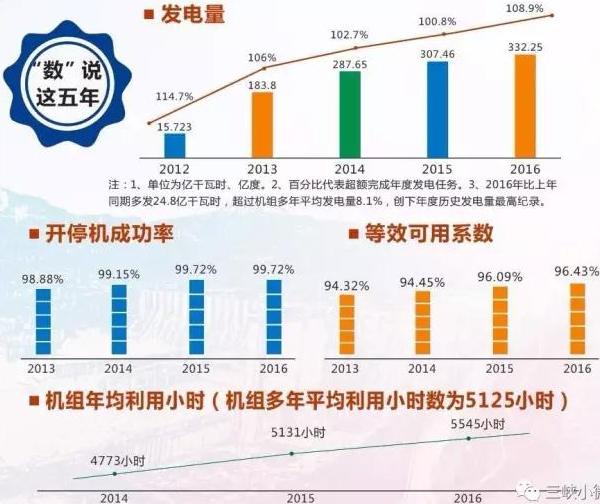 “数”说
这五年
■ 发电量
114.7% 106% 102.7% 100.8% 108.9%
15.723 183.8 287.65 307.46 332.25
2012 2013 2014 2015 2016
注：1、单位为亿千瓦时、亿度。2、百分比代表超额完成年度发电任务。3、2016年比上年
同期多发24.8亿千瓦时，超过机组多年平均发电量8.1%，创下年度历史发电量最高纪录。
■ 开停机成功率
98.88% 99.15% 99.72% 99.72%
2013 2014 2015 2016
■ 等效可用系数
94.32% 94.45% 96.09% 96.43%
2013 2014 2015 2016
■ 机组年均利用小时（机组多年平均利用小时数为5125小时）
4773小时 5131小时 5545小时
2014 2015 2016
三峡小